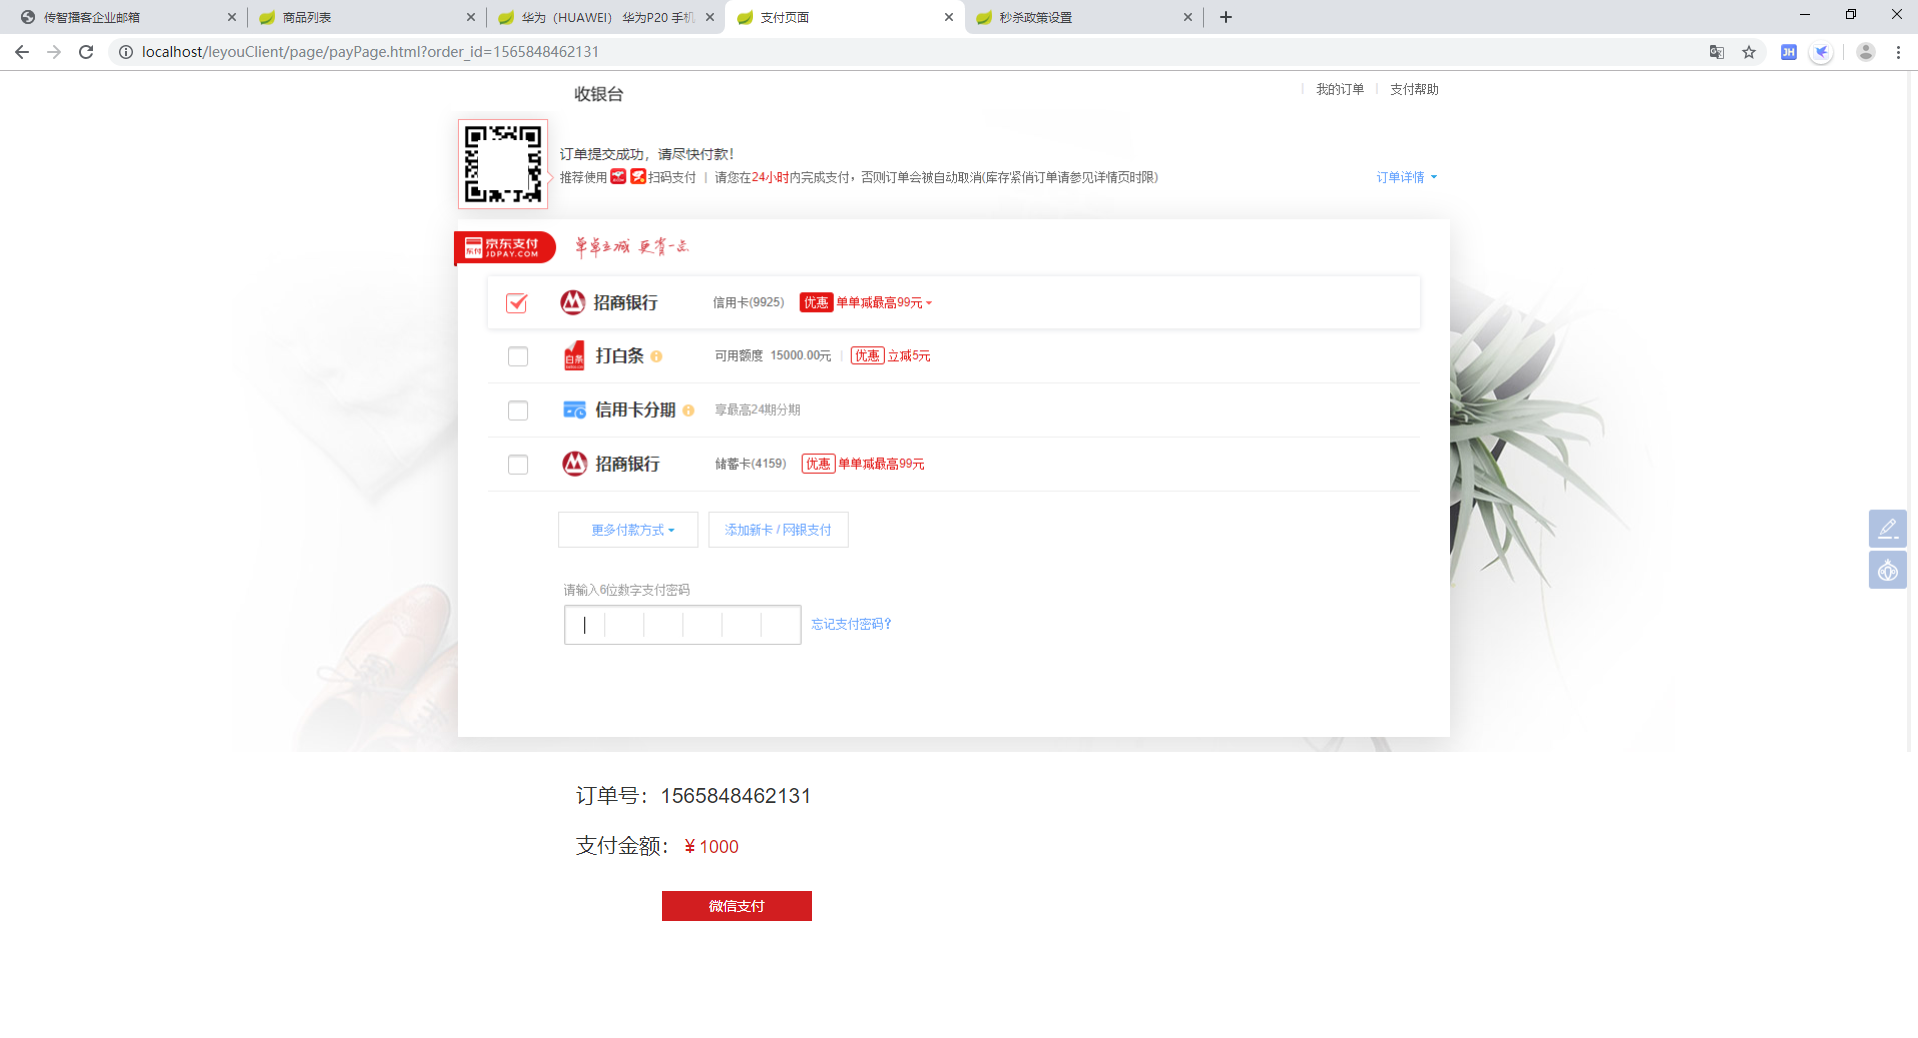 传智播客企业邮箱
商品列表
华为（HUAWEI） 华为P20 手机
支付页面
秒杀政策设置
localhost/leyouClient/page/payPage.html?order_id=1565848462131
JH
收银台
我的订单
支付帮助
订单提交成功，请尽快付款！
推荐使用 扫码支付 | 请您在24小时内完成支付，否则订单会被自动取消(库存紧俏订单请参见详情页时限)
订单详情
京东支付
JDPAY.COM
单单立减 更省一点
招商银行 信用卡(9925) 优惠 单单减最高99元
白条
打白条 可用额度 15000.00元 优惠 立减5元
信用卡分期 享最高24期分期
招商银行 储蓄卡(4159) 优惠 单单减最高99元
更多付款方式
添加新卡 / 网银支付
请输入6位数字支付密码
忘记支付密码?
订单号：1565848462131
支付金额：￥1000
微信支付